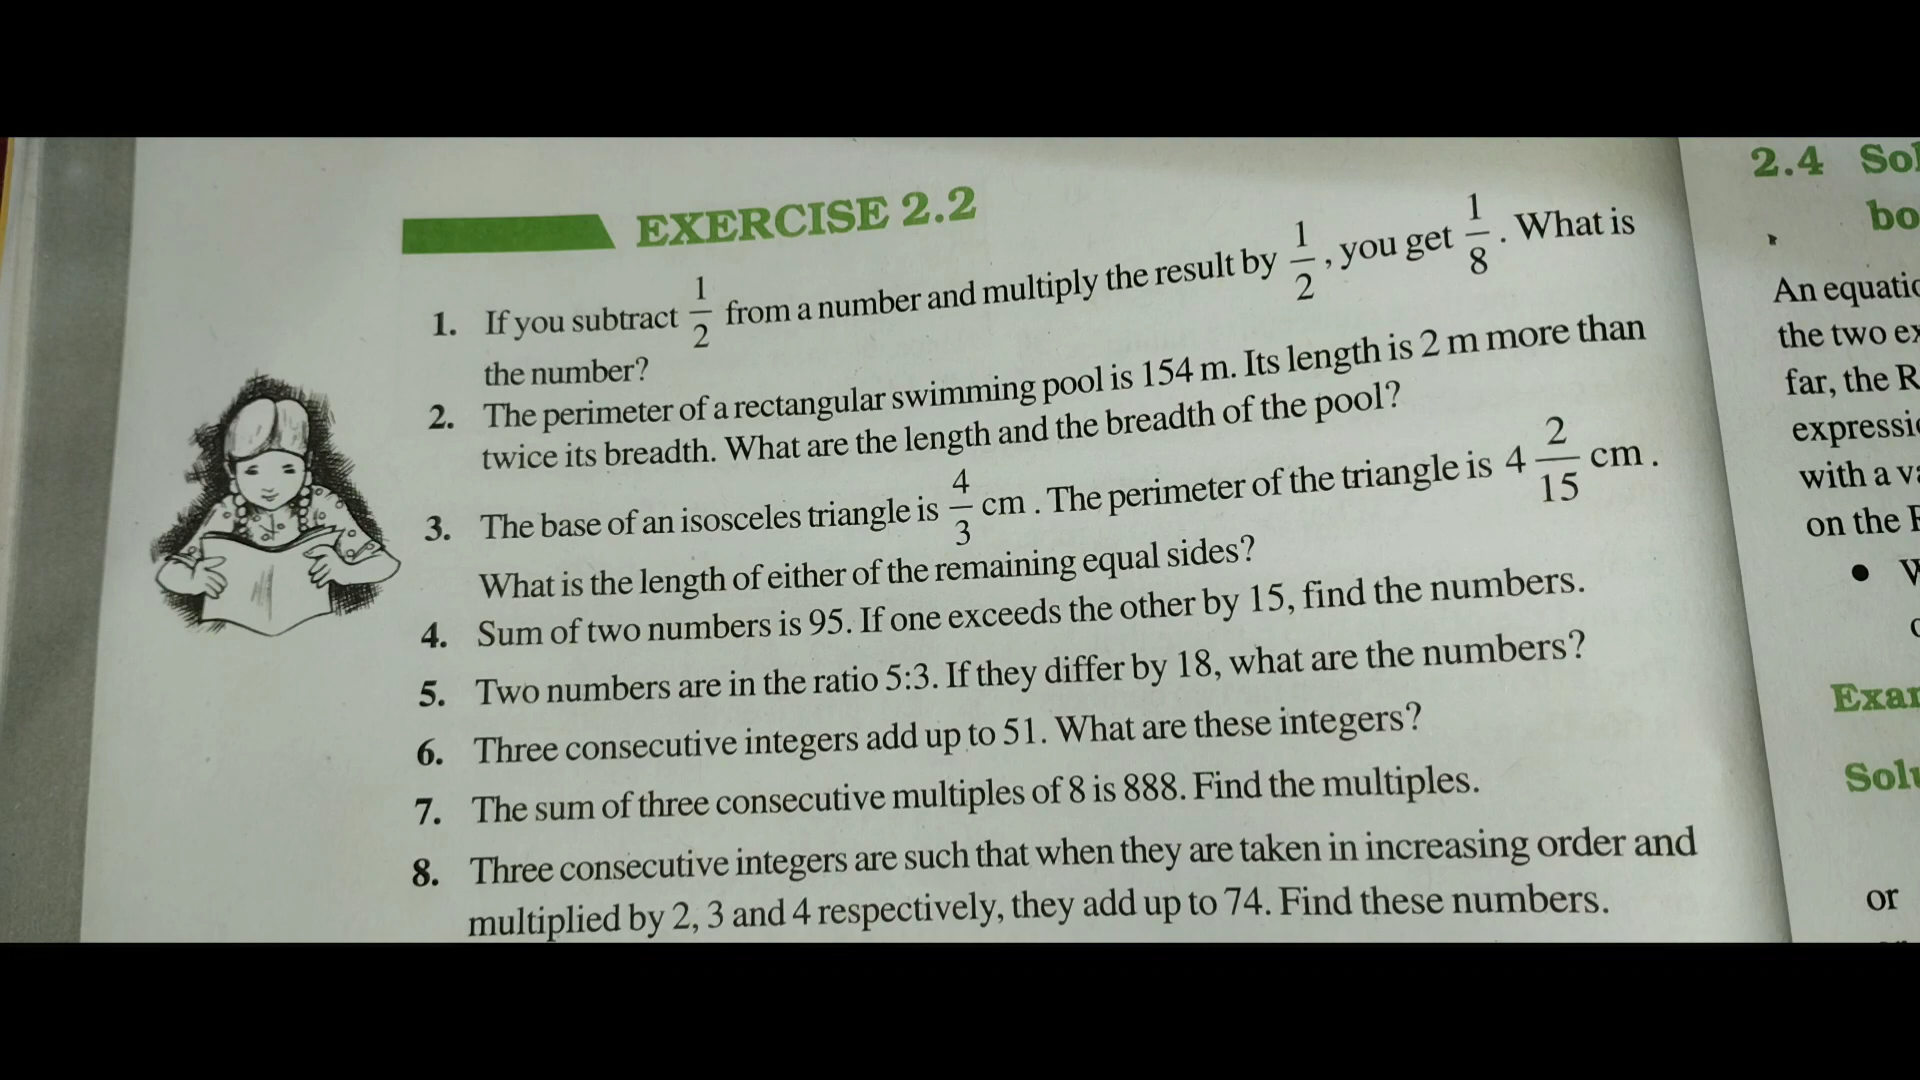 EXERCISE 2.2
1. If you subtract 1/2 from a number and multiply the result by 1/2, you get 1/8. What is
the number?
2. The perimeter of a rectangular swimming pool is 154 m. Its length is 2 m more than
twice its breadth. What are the length and the breadth of the pool?
3. The base of an isosceles triangle is 4/3 cm. The perimeter of the triangle is 4 2/15 cm.
What is the length of either of the remaining equal sides?
4. Sum of two numbers is 95. If one exceeds the other by 15, find the numbers.
5. Two numbers are in the ratio 5:3. If they differ by 18, what are the numbers?
6. Three consecutive integers add up to 51. What are these integers?
7. The sum of three consecutive multiples of 8 is 888. Find the multiples.
8. Three consecutive integers are such that when they are taken in increasing order and
multiplied by 2, 3 and 4 respectively, they add up to 74. Find these numbers.
2.4
An
the two
far, the
with a
on the
or